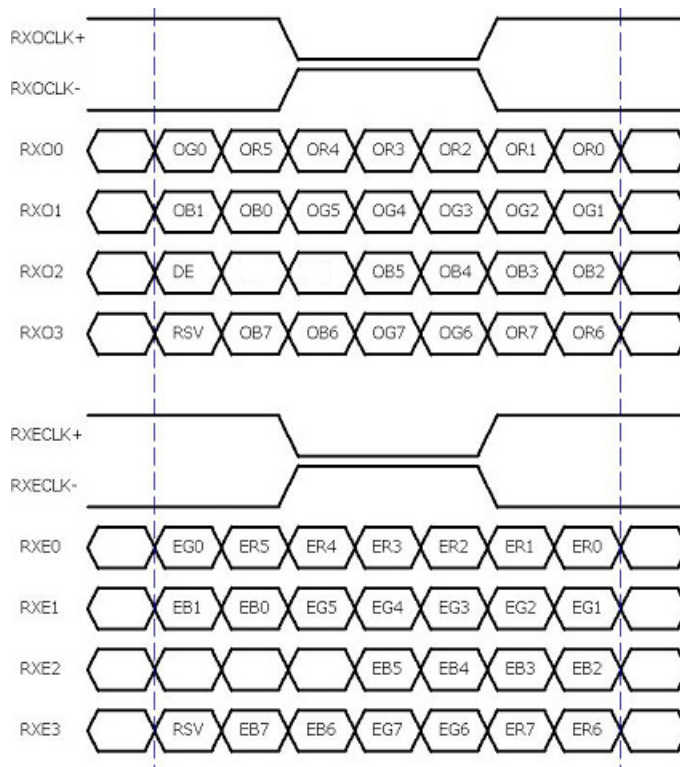 RXOCLK+
RXOCLK-
RXO0 OG0 OR5 OR4 OR3 OR2 OR1 OR0
RXO1 OB1 OB0 OG5 OG4 OG3 OG2 OG1
RXO2 DE OB5 OB4 OB3 OB2
RXO3 RSV OB7 OB6 OG7 OG6 OR7 OR6
RXECLK+
RXECLK-
RXE0 EG0 ER5 ER4 ER3 ER2 ER1 ER0
RXE1 EB1 EB0 EG5 EG4 EG3 EG2 EG1
RXE2 EB5 EB4 EB3 EB2
RXE3 RSV EB7 EB6 EG7 EG6 ER7 ER6